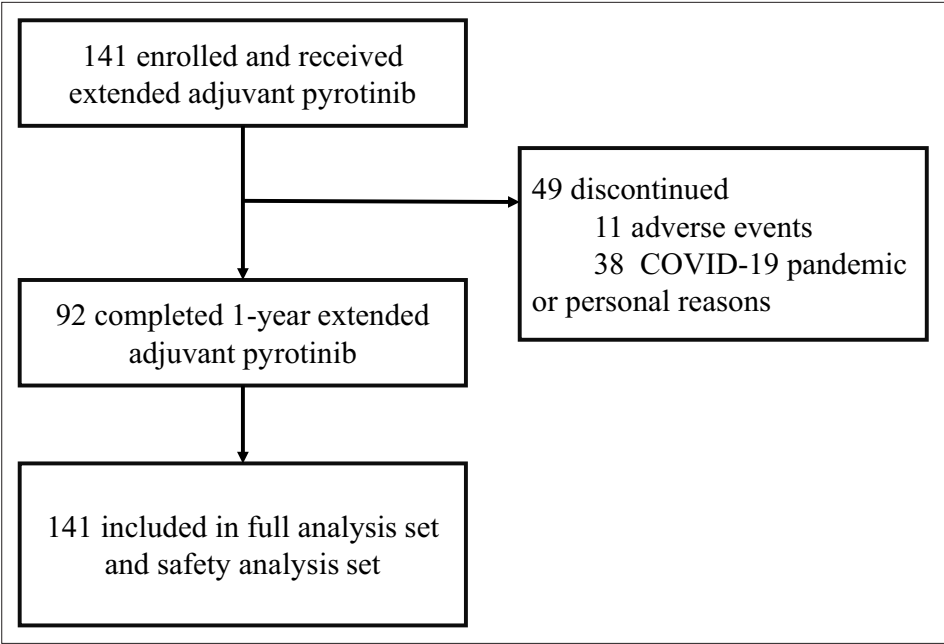 141 enrolled and received
extended adjuvant pyrotinib
49 discontinued
11 adverse events
38 COVID-19 pandemic
or personal reasons
92 completed 1-year extended
adjuvant pyrotinib
141 included in full analysis set
and safety analysis set